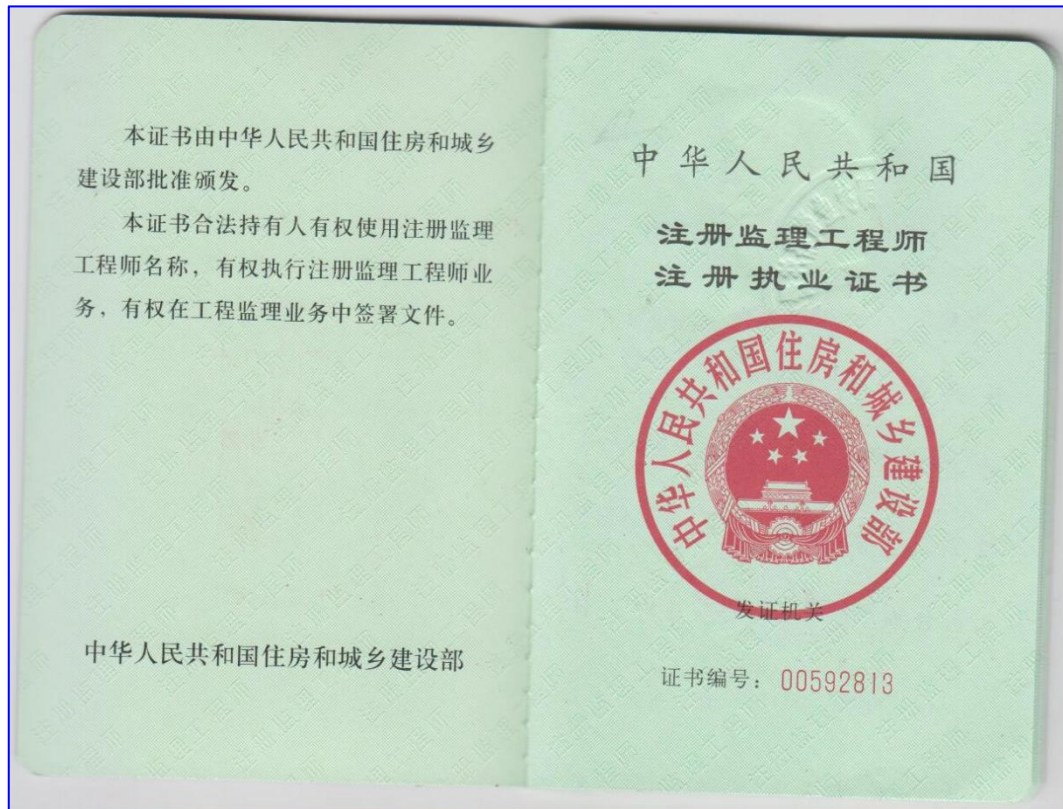 本证书由中华人民共和国住房和城乡
建设部批准颁发。
本证书合法持有人有权使用注册监理
工程师名称，有权执行注册监理工程师业
务，有权在工程监理业务中签署文件。
中华人民共和国住房和城乡建设部
中华人民共和国
注册监理工程师
注册执业证书
中华人民共和国住房和城乡建设部
发证机关
证书编号：00592813